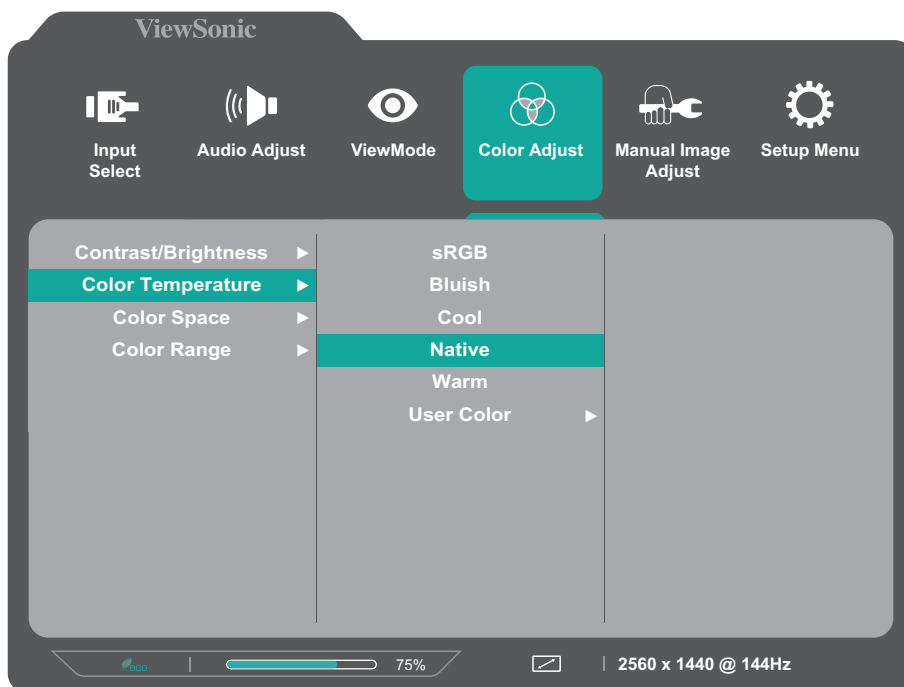 ViewSonic
Input
Select
Audio Adjust
ViewMode
Color Adjust
Manual Image
Adjust
Setup Menu
Contrast/Brightness
Color Temperature
Color Space
Color Range
sRGB
Bluish
Cool
Native
Warm
User Color
eco
75%
2560 x 1440 @ 144Hz